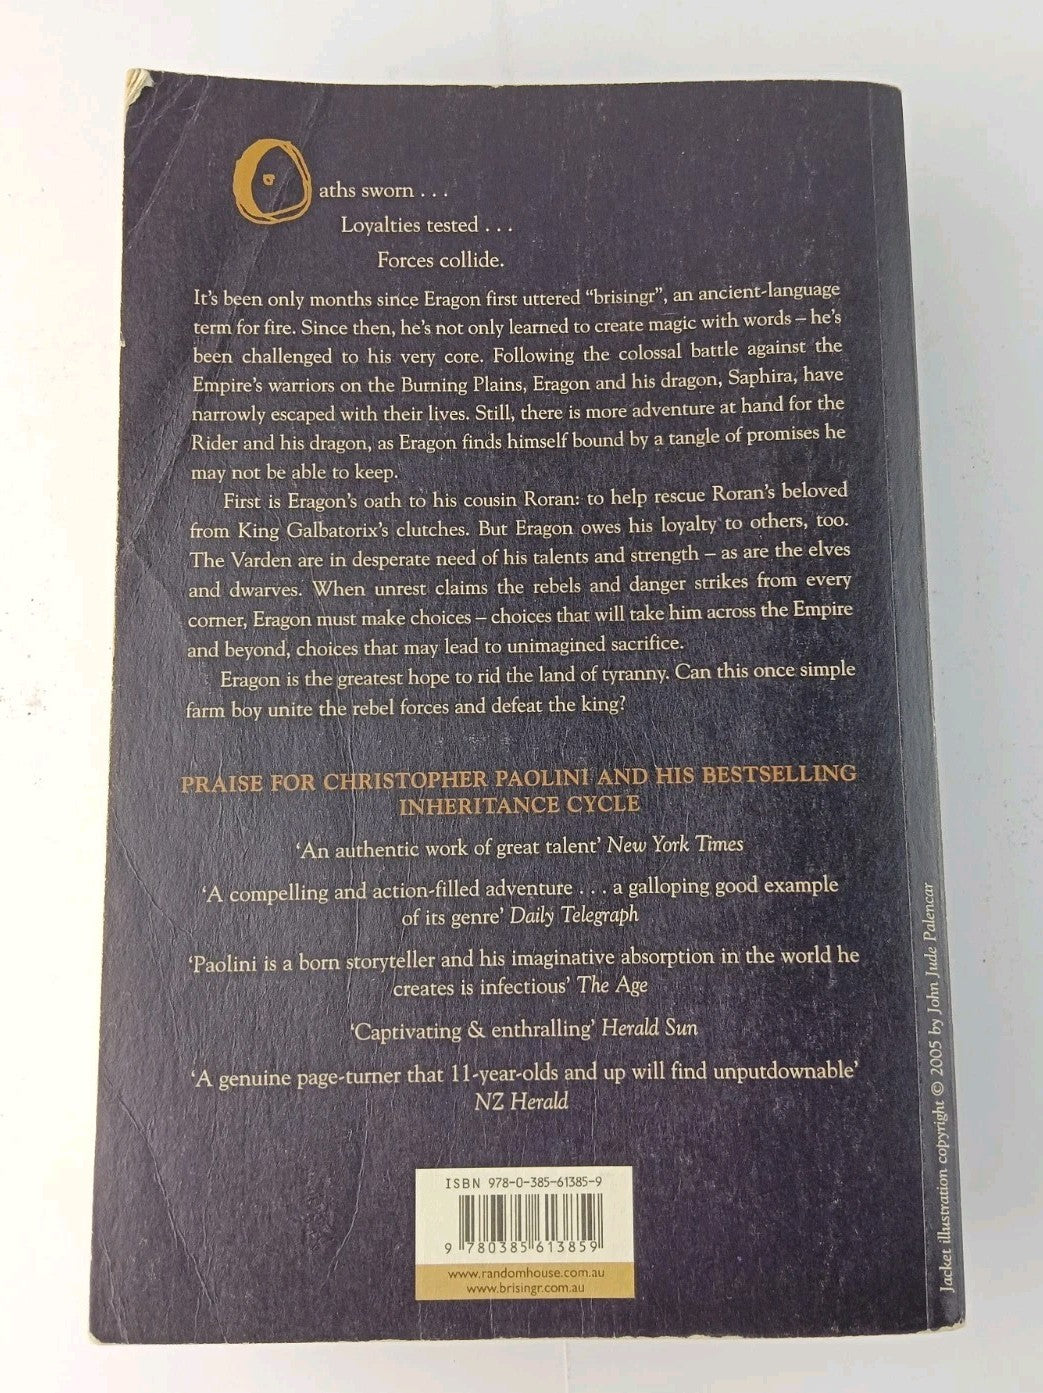 Oaths sworn . . .
Loyalties tested . . .
Forces collide.
It's been only months since Eragon first uttered “brisingr”, an ancient-language
term for fire. Since then, he's not only learned to create magic with words – he's
been challenged to his very core. Following the colossal battle against the
Empire's warriors on the Burning Plains, Eragon and his dragon, Saphira, have
narrowly escaped with their lives. Still, there is more adventure at hand for the
Rider and his dragon, as Eragon finds himself bound by a tangle of promises he
may not be able to keep.
First is Eragon's oath to his cousin Roran: to help rescue Roran's beloved
from King Galbatorix's clutches. But Eragon owes his loyalty to others, too.
The Varden are in desperate need of his talents and strength – as are the elves
and dwarves. When unrest claims the rebels and danger strikes from every
corner, Eragon must make choices – choices that will take him across the Empire
and beyond, choices that may lead to unimagined sacrifice.
Eragon is the greatest hope to rid the land of tyranny. Can this once simple
farm boy unite the rebel forces and defeat the king?
PRAISE FOR CHRISTOPHER PAOLINI AND HIS BESTSELLING
INHERITANCE CYCLE
‘An authentic work of great talent’ New York Times
‘A compelling and action-filled adventure . . . a galloping good example
of its genre’ Daily Telegraph
‘Paolini is a born storyteller and his imaginative absorption in the world he
creates is infectious’ The Age
‘Captivating & enthralling’ Herald Sun
‘A genuine page-turner that 11-year-olds and up will find unputdownable’
NZ Herald
ISBN 978-0-385-61385-9
9 780385 613859
www.randomhouse.com.au
www.brisingr.com.au
Jacket illustration copyright © 2005 by John Jude Palencar